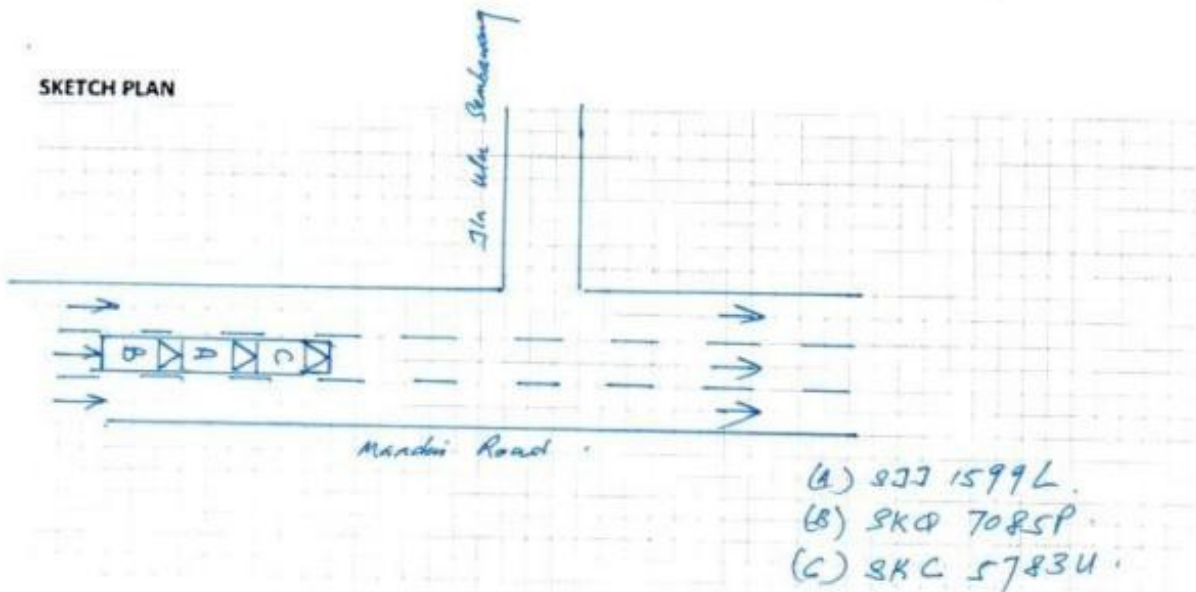 SKETCH PLAN
Jln Ulu Sembawang
B A C
Mandai Road .
(A) SJJ 1599L.
(B) SKQ 7085P.
(C) SKC 5783U.